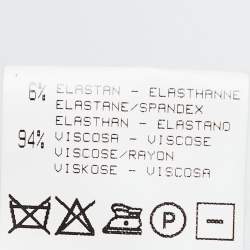 6% ELASTAN - ELASTHANNE
ELASTANE/SPANDEX
ELASTHAN - ELASTANO
94% VISCOSA - VISCOSE
VISCOSE/RAYON
VISKOSE - VISCOSA
P